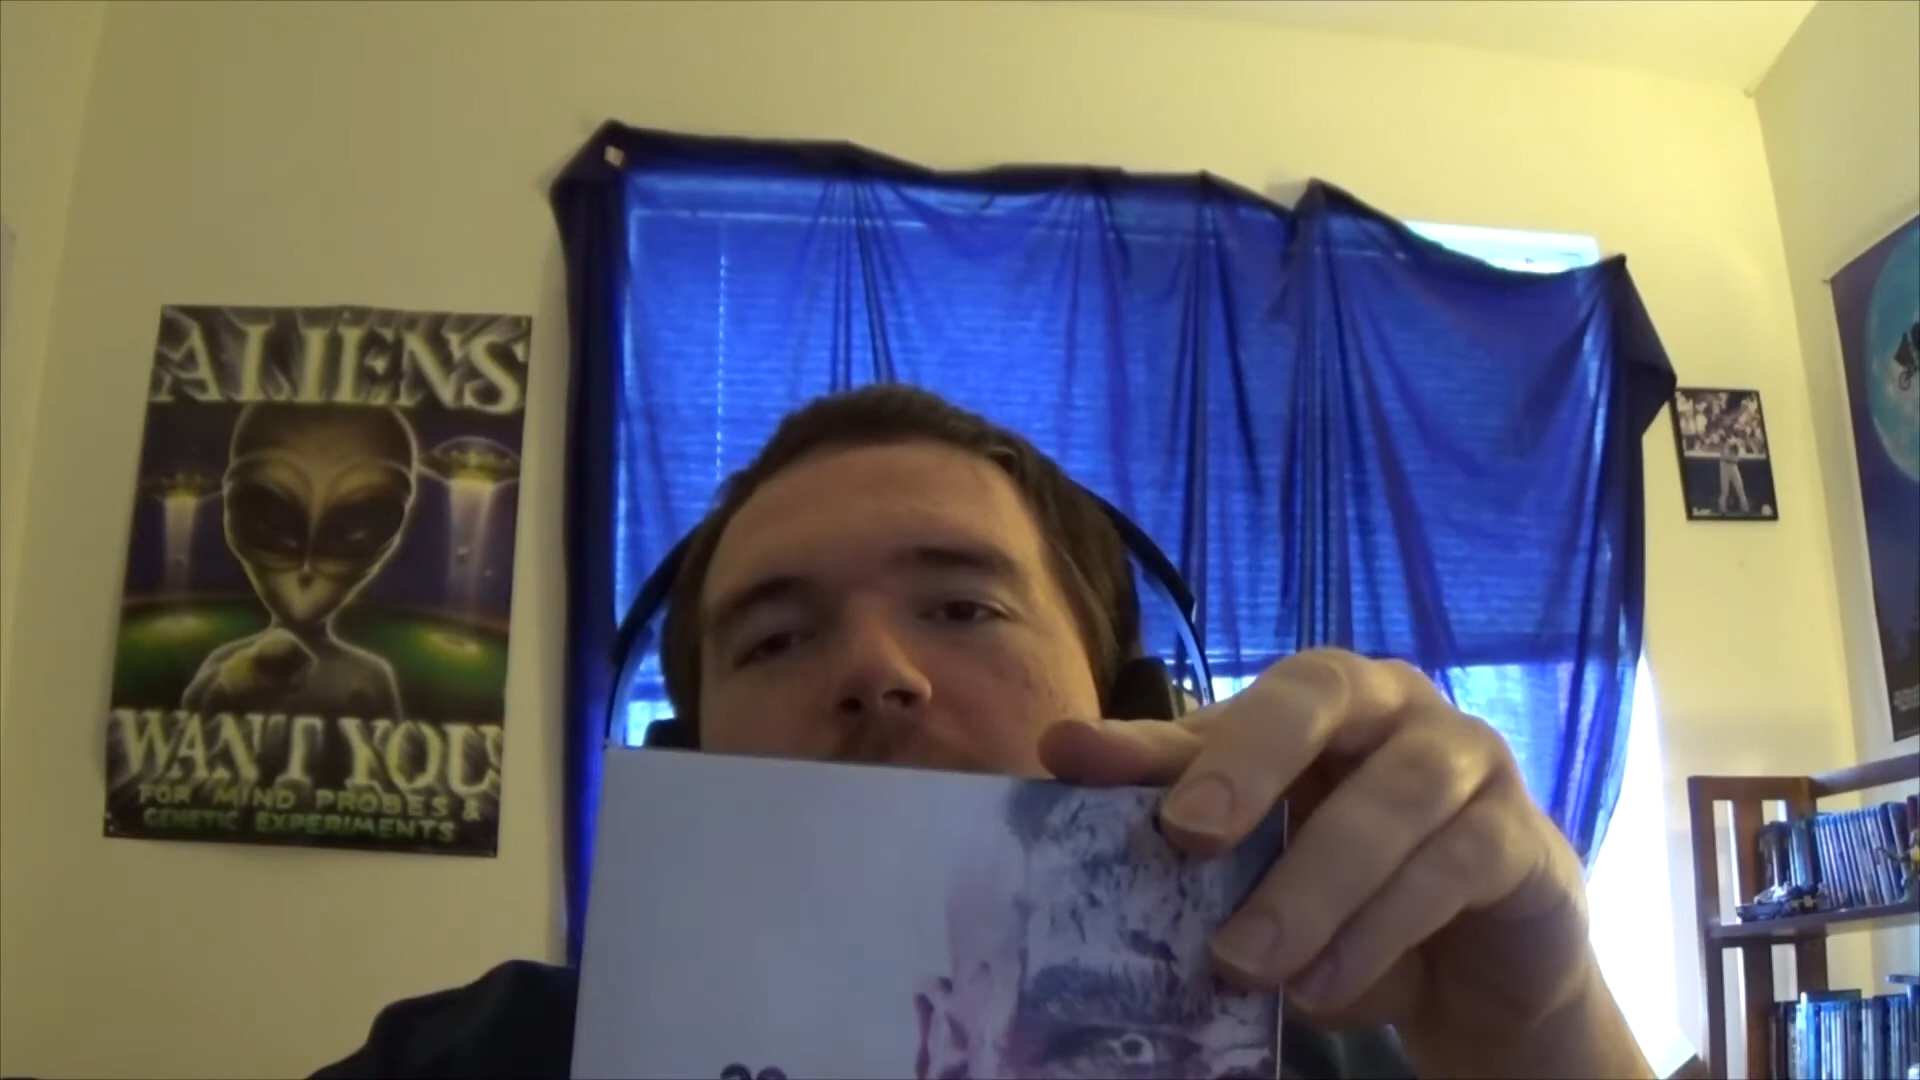 ALIENS
WANT YOU
FOR MIND PROBES &
GENETIC EXPERIMENTS